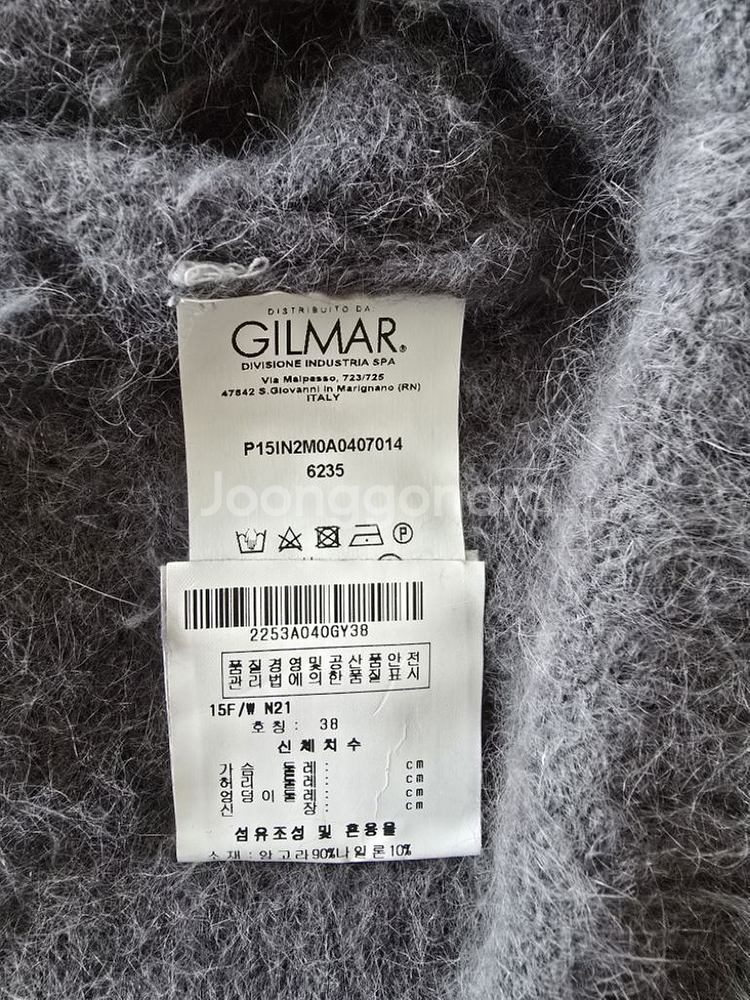 DISTRIBUITO DA:
GILMAR®
DIVISIONE INDUSTRIA SPA
Via Malpasso, 723/725
47842 S.Giovanni in Marignano (RN)
ITALY
P15IN2M0A0407014
6235
Joonggonara
P
2253A040GY38
품질경영및공산품안전
관리법에의한품질표시
15F/W N21
호칭: 38
신체치수
가슴 둘레: cm
허리 둘레: cm
엉덩이둘레: cm
신 장: cm
섬유조성 및 혼용율
소재:앙고라90%나일론10%